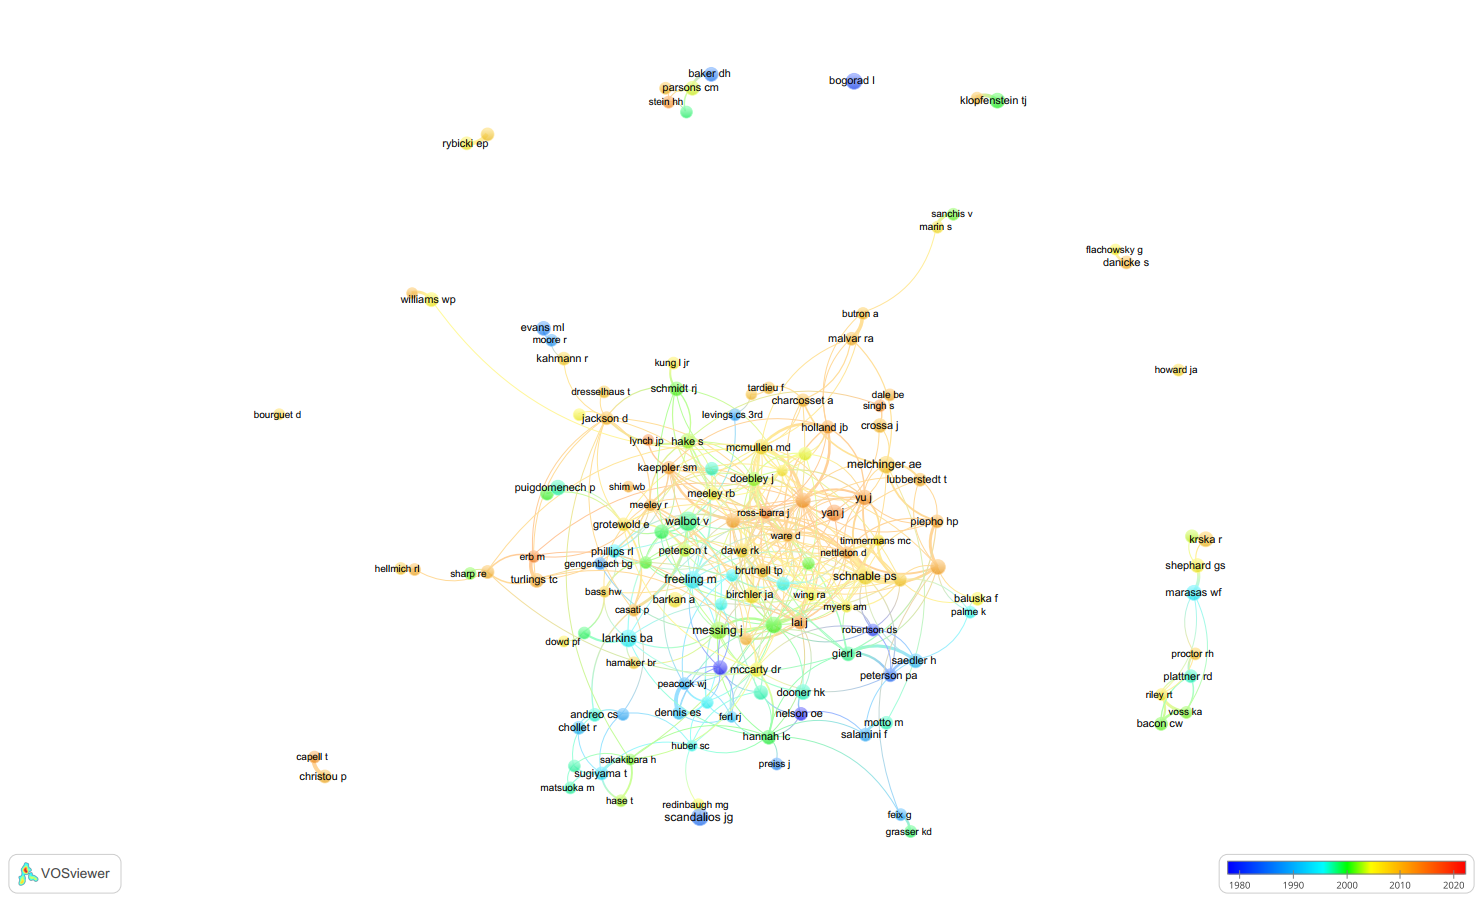 baker dh
bogorad l
parsons cm
stein hh
klopfenstein tj
rybicki ep
sanchis v
marin s
flachowsky g
danicke s
williams wp
butron a
evans ml
moore r
malvar ra
kahmann r
kung l jr
howard ja
dresselhaus t
schmidt rj
tardieu f
dale be
charcosset a
singh s
bourguet d
jackson d
levings cs 3rd
holland jb
crossa j
lynch jp
hake s
mcmullen md
kaeppler sm
melchinger ae
doebley j
lubberstedt t
puigdomenech p
shim wb
meeley rb
yu j
meeley r
ross-ibarra j
yan j
walbot v
piepho hp
grotewold e
ware d
timmermans mc
krska r
phillips rl
peterson t
dawe rk
nettleton d
erb m
gengenbach bg
shephard gs
hellmich rl
sharp re
turlings tc
freeling m
brutnell tp
schnable ps
bass hw
barkan a
birchler ja
wing ra
marasas wf
baluska f
myers am
casati p
palme k
lai j
messing j
robertson ds
dowd pf
larkins ba
gierl a
saedler h
proctor rh
hamaker br
mccarty dr
peterson pa
plattner rd
peacock wj
dooner hk
riley rt
andreo cs
dennis es
ferl rj
nelson oe
motto m
voss ka
bacon cw
chollet r
hannah lc
salamini f
huber sc
capell t
sakakibara h
preiss j
christou p
sugiyama t
matsuoka m
hase t
redinbaugh mg
scandalios jg
feix g
grasser kd
VOSviewer
1980 1990 2000 2010 2020